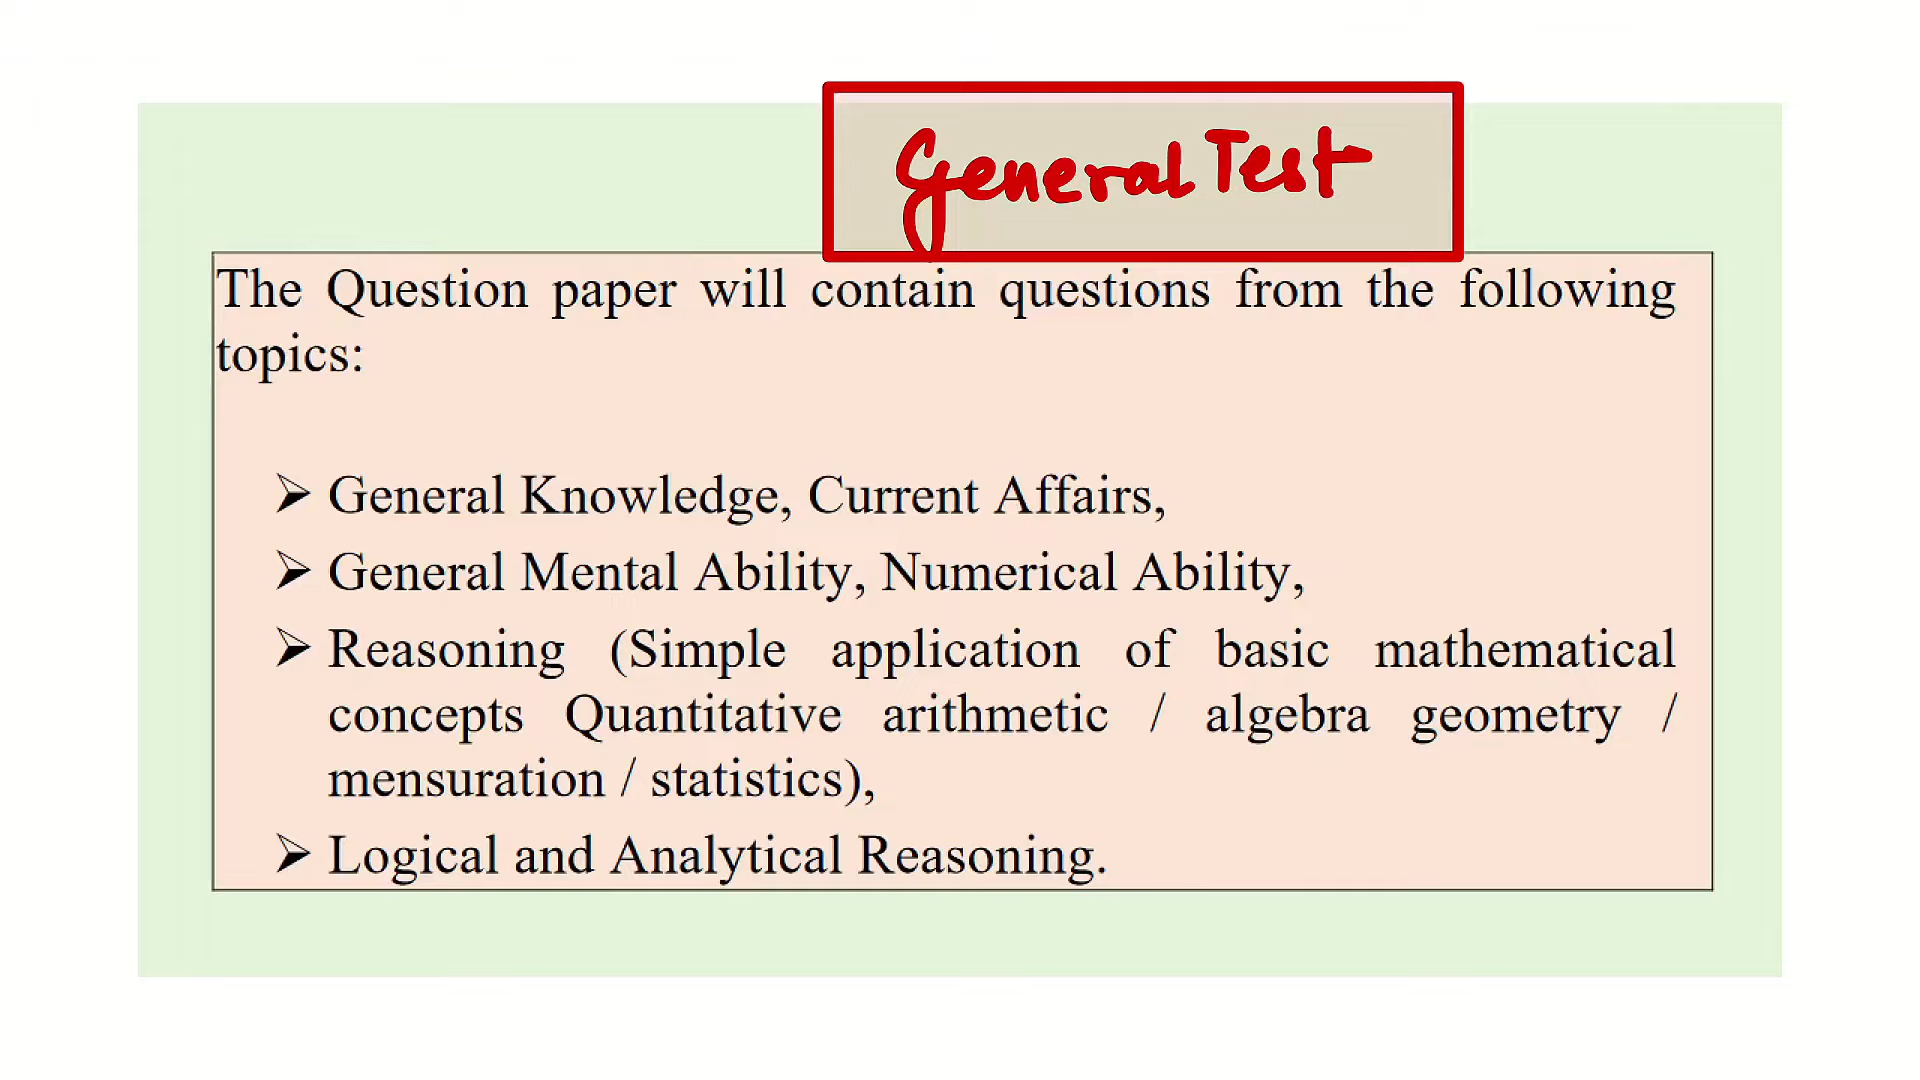 General Test
The Question paper will contain questions from the following
topics:
➢ General Knowledge, Current Affairs,
➢ General Mental Ability, Numerical Ability,
➢ Reasoning (Simple application of basic mathematical
concepts Quantitative arithmetic / algebra geometry /
mensuration / statistics),
➢ Logical and Analytical Reasoning.